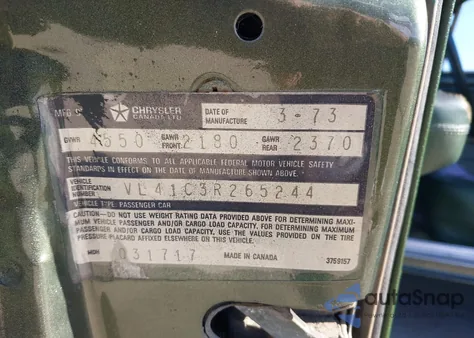 MFG BY CHRYSLER CANADA LTD DATE OF MANUFACTURE 3-73
GVWR 4550 GAWR FRONT 2180 GAWR REAR 2370
THIS VEHICLE CONFORMS TO ALL APPLICABLE FEDERAL MOTOR VEHICLE SAFETY
STANDARDS IN EFFECT ON THE DATE OF MANUFACTURE SHOWN ABOVE.
VEHICLE IDENTIFICATION NUMBER VL41C3R265244
VEHICLE TYPE: PASSENGER CAR
CAUTION—DO NOT USE WEIGHT RATING DATA PROVIDED ABOVE FOR DETERMINING MAXI-
MUM VEHICLE PASSENGER AND/OR CARGO LOAD CAPACITY. FOR DETERMINING MAXIMUM
PASSENGER AND/OR CARGO LOAD CAPACITY, USE THE VALUES PROVIDED ON THE TIRE
PLACARD AFFIXED ELSEWHERE ON THIS VEHICLE.
MDH 031717 MADE IN CANADA 3759157
autoSnap